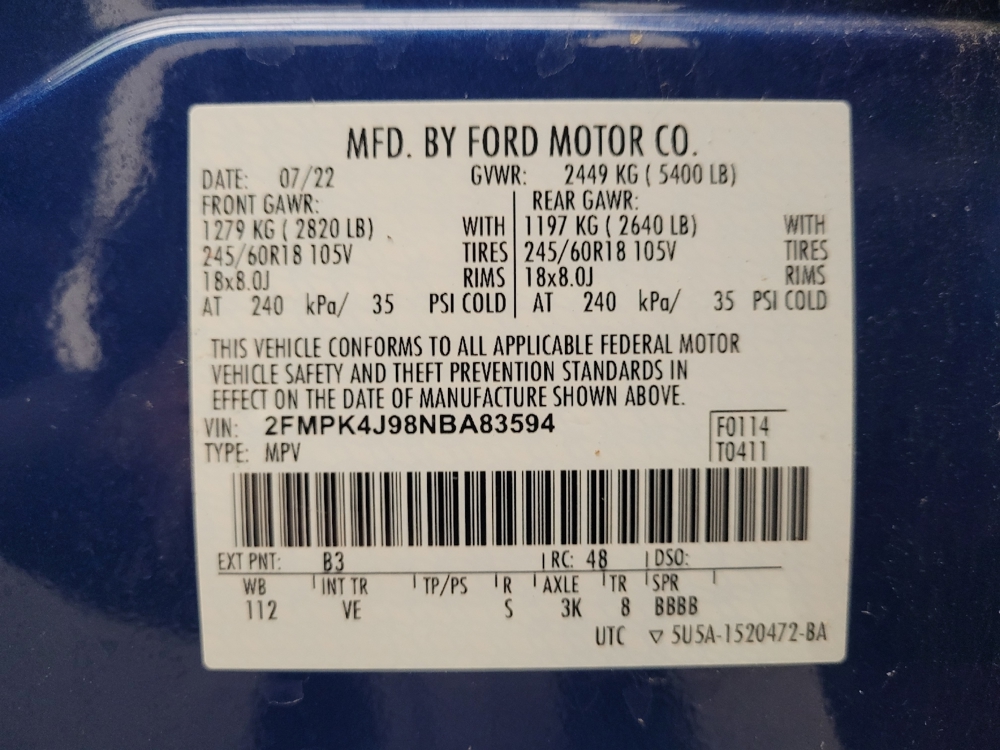 MFD. BY FORD MOTOR CO.
DATE: 07/22 GVWR: 2449 KG ( 5400 LB)
FRONT GAWR: REAR GAWR:
1279 KG ( 2820 LB) WITH 1197 KG ( 2640 LB) WITH
245/60R18 105V TIRES 245/60R18 105V TIRES
18x8.0J RIMS 18x8.0J RIMS
AT 240 kPa/ 35 PSI COLD AT 240 kPa/ 35 PSI COLD
THIS VEHICLE CONFORMS TO ALL APPLICABLE FEDERAL MOTOR
VEHICLE SAFETY AND THEFT PREVENTION STANDARDS IN
EFFECT ON THE DATE OF MANUFACTURE SHOWN ABOVE.
VIN: 2FMPK4J98NBA83594 F0114
TYPE: MPV T0411
EXT PNT: B3 RC: 48 DSO:
WB INT TR TP/PS R AXLE TR SPR
112 VE S 3K 8 BBBB
UTC ▽ 5U5A-1520472-BA